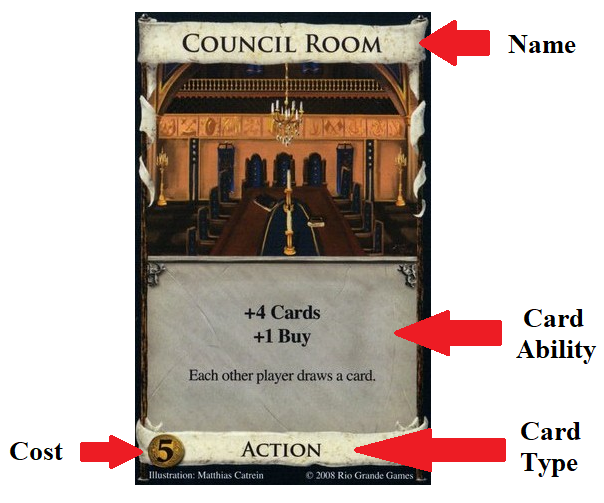 COUNCIL ROOM
Name
+4 Cards
+1 Buy
Each other player draws a card.
Card
Ability
Cost
5
ACTION
Card
Type
Illustration: Matthias Catrein © 2008 Rio Grande Games